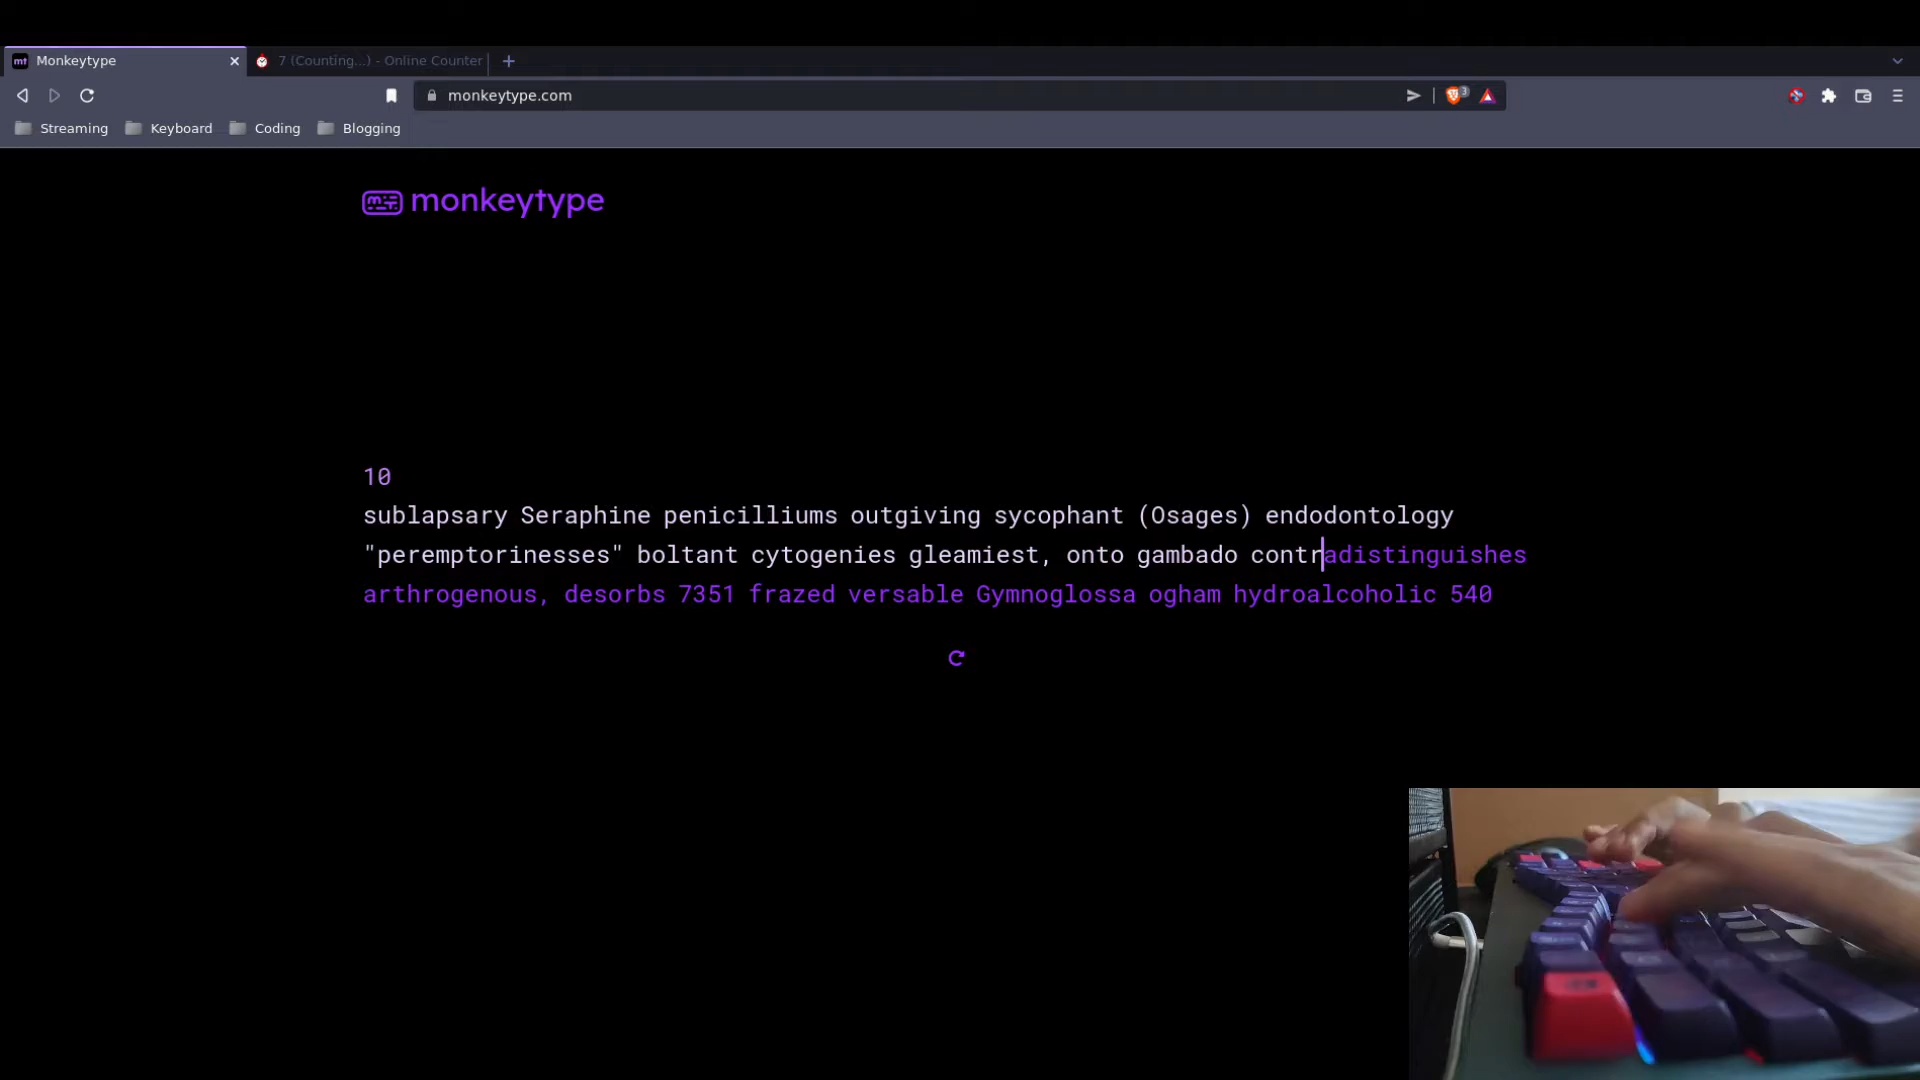 Monkeytype
7 (Counting...) - Online Counter
monkeytype.com
3
Streaming
Keyboard
Coding
Blogging
monkeytype
10
sublapsary Seraphine penicilliums outgiving sycophant (Osages) endodontology
"peremptorinesses" boltant cytogenies gleamiest, onto gambado contradistinguishes
arthrogenous, desorbs 7351 frazed versable Gymnoglossa ogham hydroalcoholic 540